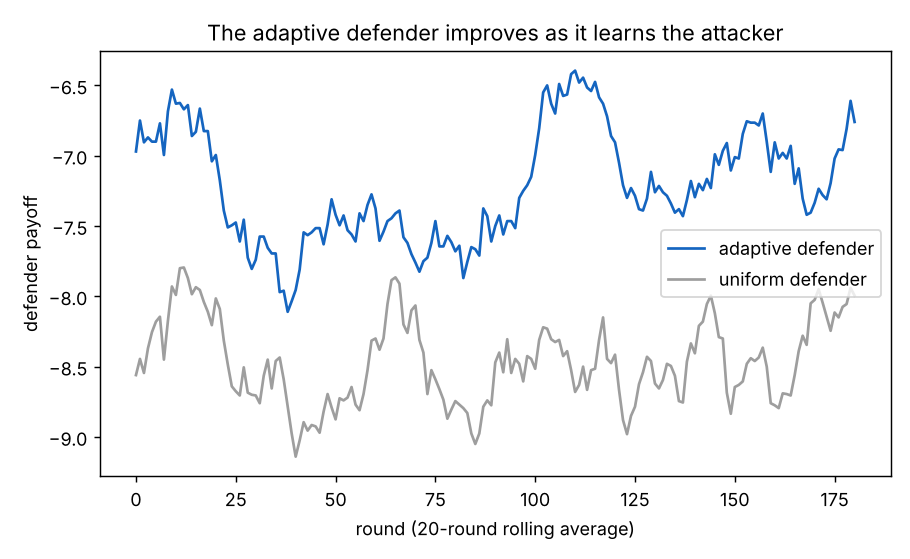 The adaptive defender improves as it learns the attacker
defender payoff
−6.5
−7.0
−7.5
−8.0
−8.5
−9.0
adaptive defender
uniform defender
0 25 50 75 100 125 150 175
round (20-round rolling average)